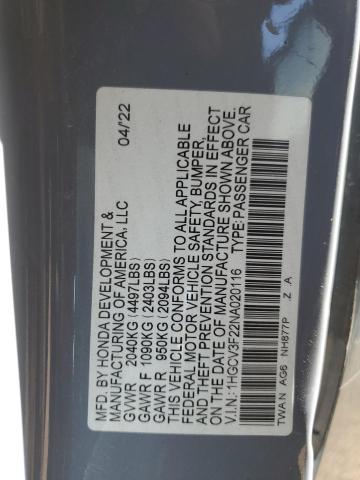 MFD. BY HONDA DEVELOPMENT &
MANUFACTURING OF AMERICA, LLC 04/'22
GVWR 2040KG (4497LBS)
GAWR F 1090KG (2403LBS)
GAWR R 950KG (2094LBS)
THIS VEHICLE CONFORMS TO ALL APPLICABLE
FEDERAL MOTOR VEHICLE SAFETY, BUMPER,
AND THEFT PREVENTION STANDARDS IN EFFECT
ON THE DATE OF MANUFACTURE SHOWN ABOVE.
V.I.N.: 1HGCV3F22NA020116 TYPE: PASSENGER CAR
TWAN AG6 NH877P Z A